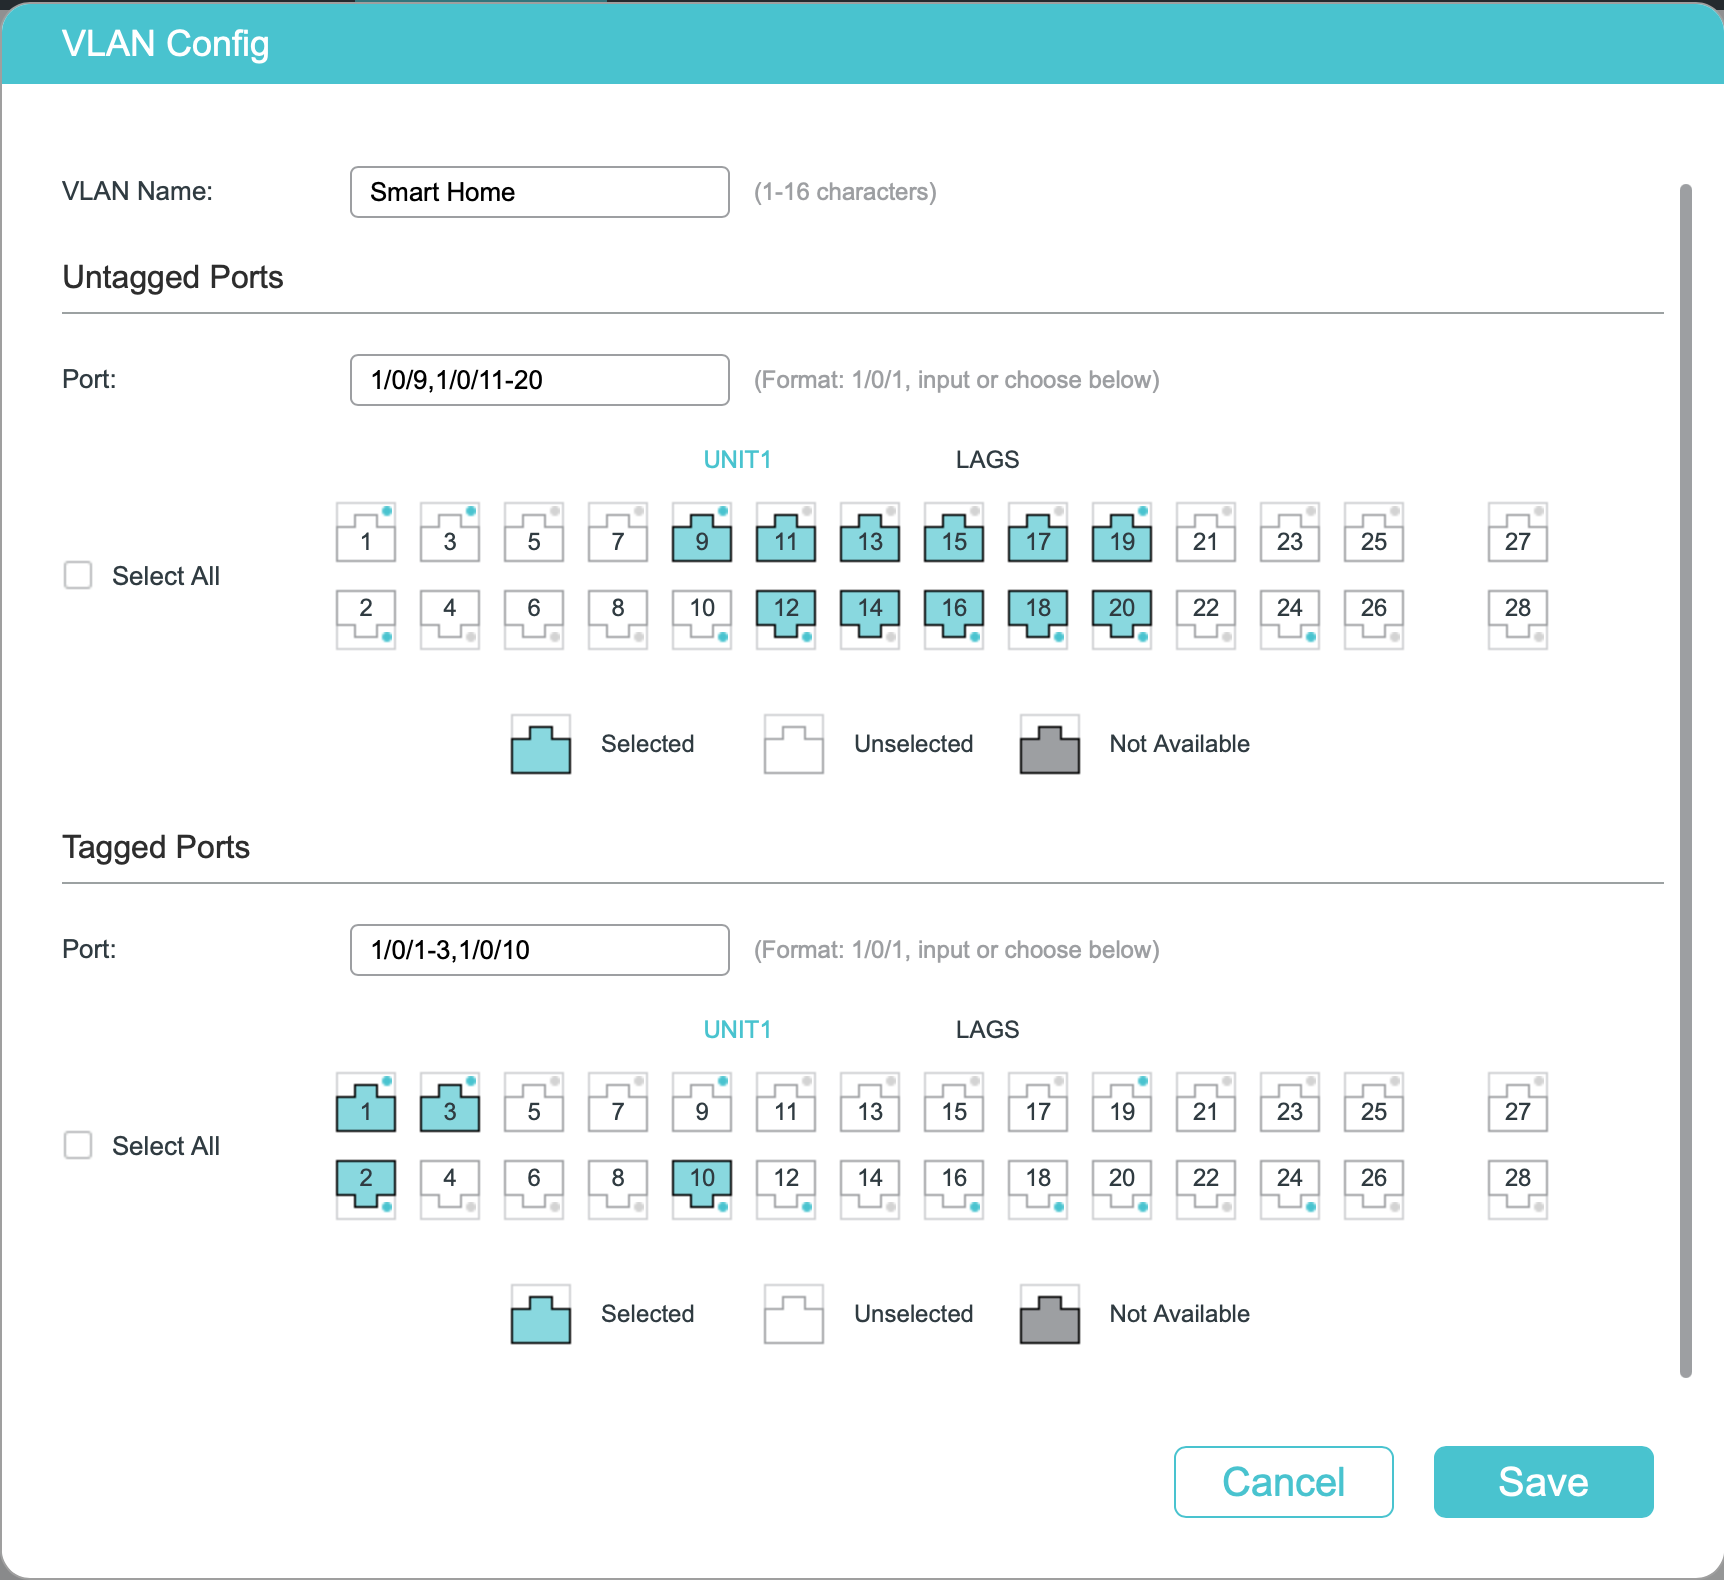 VLAN Config
VLAN Name: Smart Home (1-16 characters)
Untagged Ports
Port: 1/0/9,1/0/11-20 (Format: 1/0/1, input or choose below)
UNIT1 LAGS
1 3 5 7 9 11 13 15 17 19 21 23 25 27
Select All
2 4 6 8 10 12 14 16 18 20 22 24 26 28
Selected Unselected Not Available
Tagged Ports
Port: 1/0/1-3,1/0/10 (Format: 1/0/1, input or choose below)
UNIT1 LAGS
1 3 5 7 9 11 13 15 17 19 21 23 25 27
Select All
2 4 6 8 10 12 14 16 18 20 22 24 26 28
Selected Unselected Not Available
Cancel Save